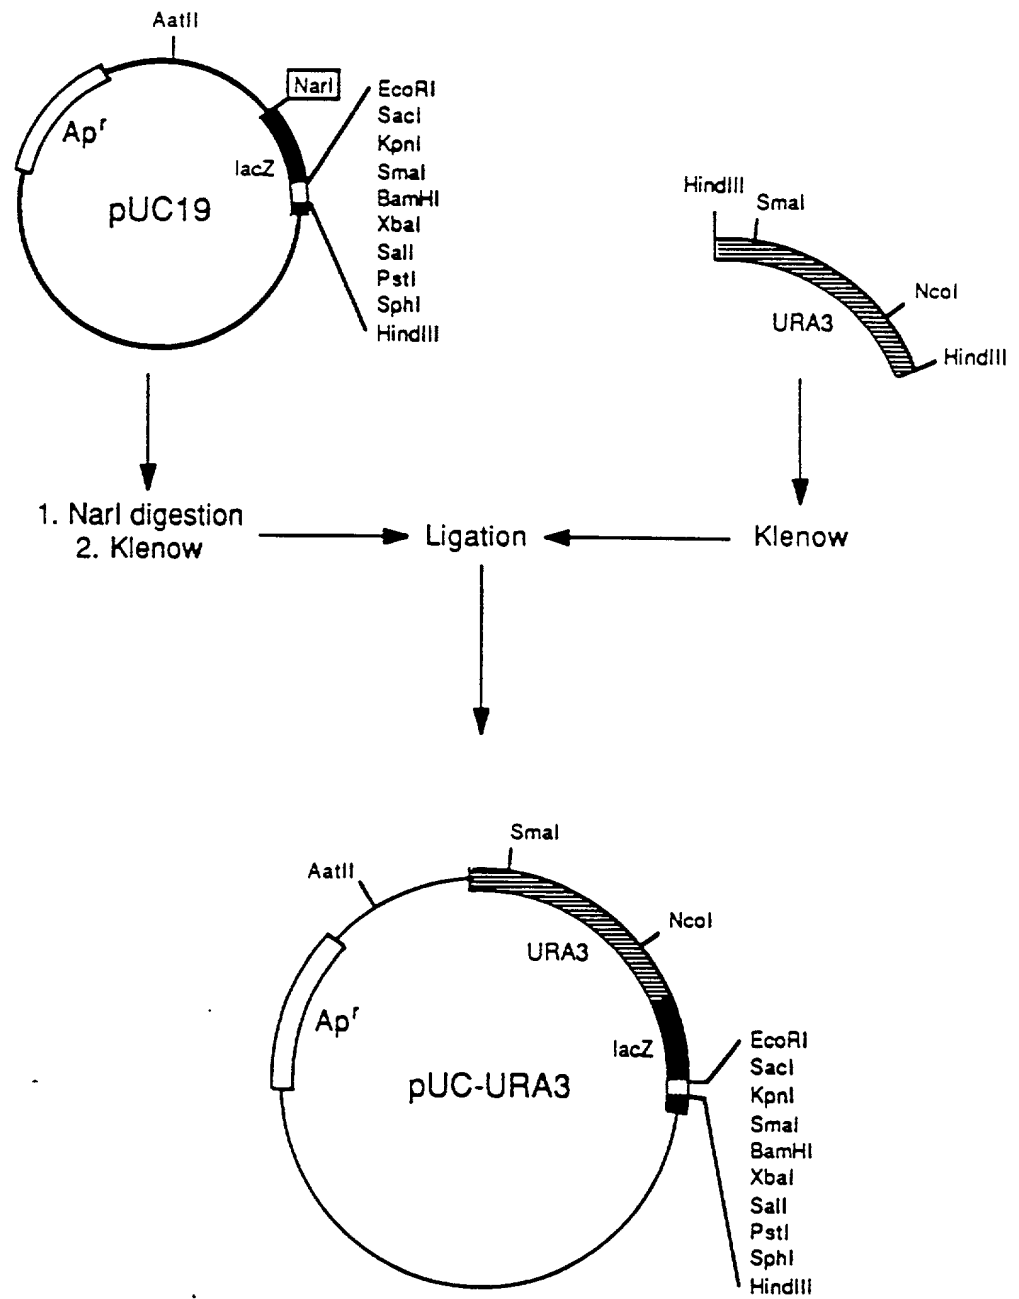 AatII
NarI
Ap^r
lacZ
pUC19
EcoRI
SacI
KpnI
SmaI
BamHI
XbaI
SalI
PstI
SphI
HindIII
HindIII
SmaI
NcoI
URA3
HindIII
1. NarI digestion
2. Klenow
Ligation
Klenow
SmaI
AatII
NcoI
URA3
Ap^r
lacZ
pUC-URA3
EcoRI
SacI
KpnI
SmaI
BamHI
XbaI
SalI
PstI
SphI
HindIII